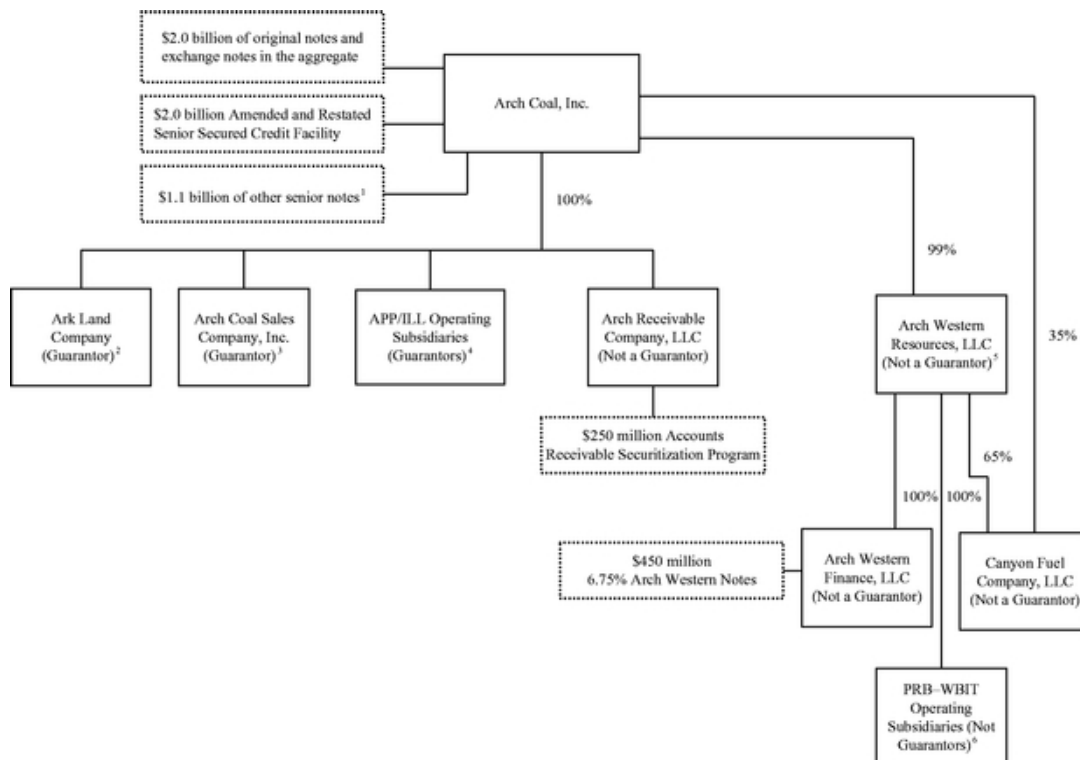 $2.0 billion of original notes and
exchange notes in the aggregate
Arch Coal, Inc.
$2.0 billion Amended and Restated
Senior Secured Credit Facility
$1.1 billion of other senior notes¹
100%
99%
35%
Ark Land
Company
(Guarantor)²
Arch Coal Sales
Company, Inc.
(Guarantor)³
APP/ILL Operating
Subsidiaries
(Guarantors)⁴
Arch Receivable
Company, LLC
(Not a Guarantor)
Arch Western
Resources, LLC
(Not a Guarantor)⁵
$250 million Accounts
Receivable Securitization Program
65%
100%
100%
$450 million
6.75% Arch Western Notes
Arch Western
Finance, LLC
(Not a Guarantor)
Canyon Fuel
Company, LLC
(Not a Guarantor)
PRB–WBIT
Operating
Subsidiaries (Not
Guarantors)⁶